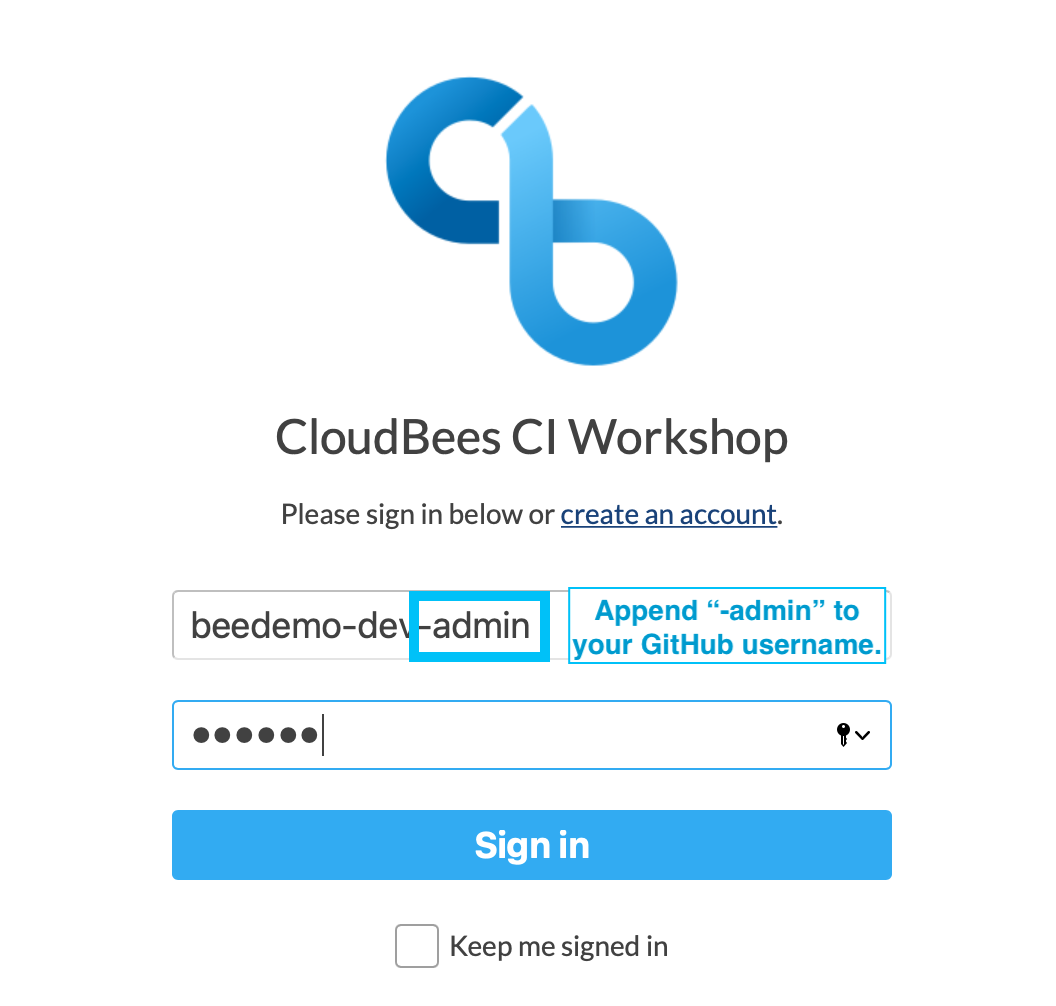 CloudBees CI Workshop
Please sign in below or create an account.
beedemo-dev-admin
Append “-admin” to
your GitHub username.
••••••
Sign in
Keep me signed in